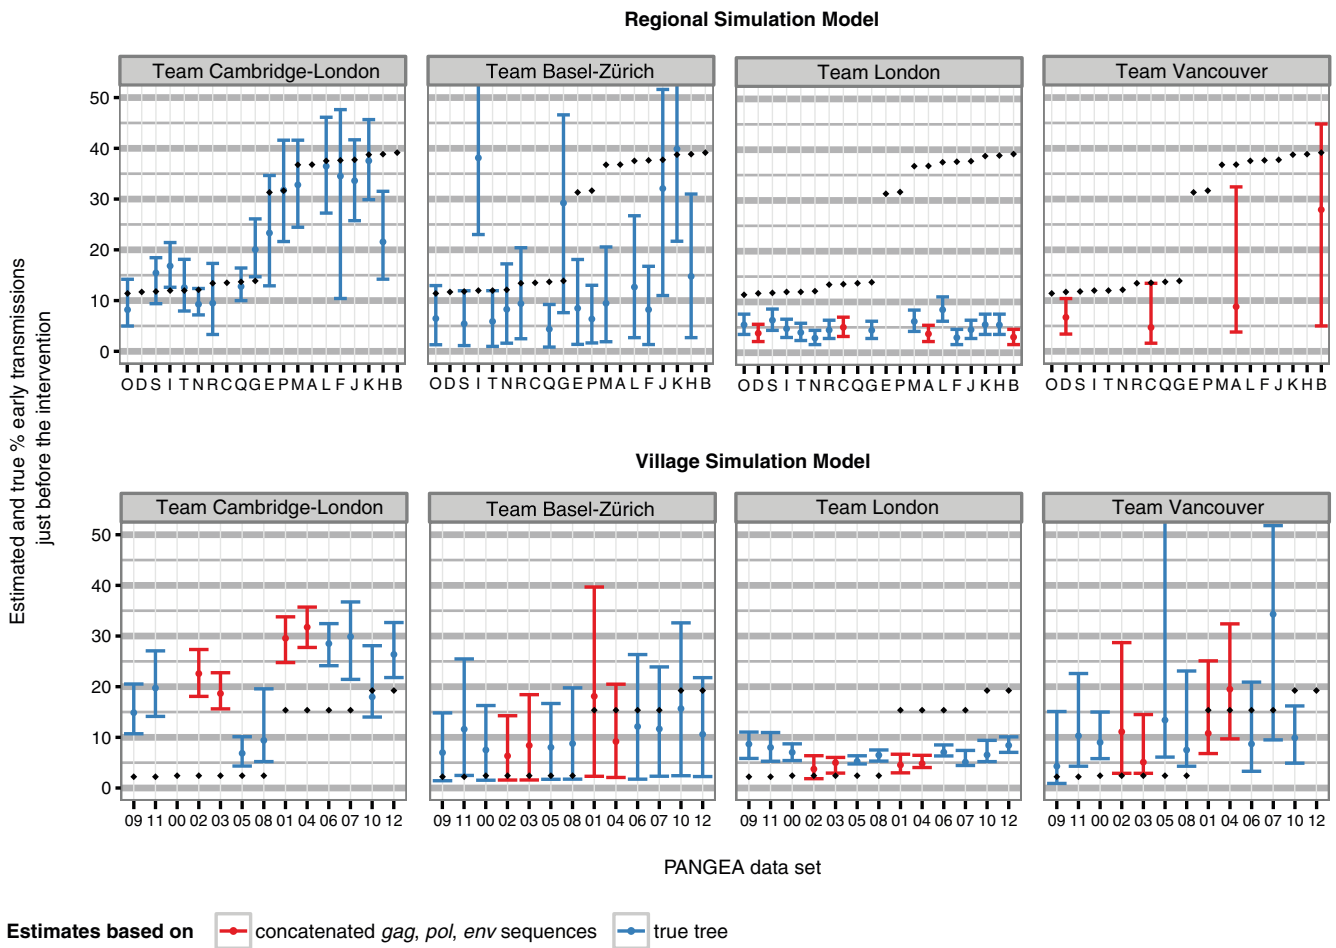 Regional Simulation Model
Team Cambridge-London
Team Basel-Zürich
Team London
Team Vancouver
50
40
30
20
10
0
O D S I T N R C Q G E P M A L F J K H B
O D S I T N R C Q G E P M A L F J K H B
O D S I T N R C Q G E P M A L F J K H B
O D S I T N R C Q G E P M A L F J K H B
Estimated and true % early transmissions
just before the intervention
Village Simulation Model
Team Cambridge-London
Team Basel-Zürich
Team London
Team Vancouver
50
40
30
20
10
0
09 11 00 02 03 05 08 01 04 06 07 10 12
09 11 00 02 03 05 08 01 04 06 07 10 12
09 11 00 02 03 05 08 01 04 06 07 10 12
09 11 00 02 03 05 08 01 04 06 07 10 12
PANGEA data set
Estimates based on concatenated gag, pol, env sequences true tree